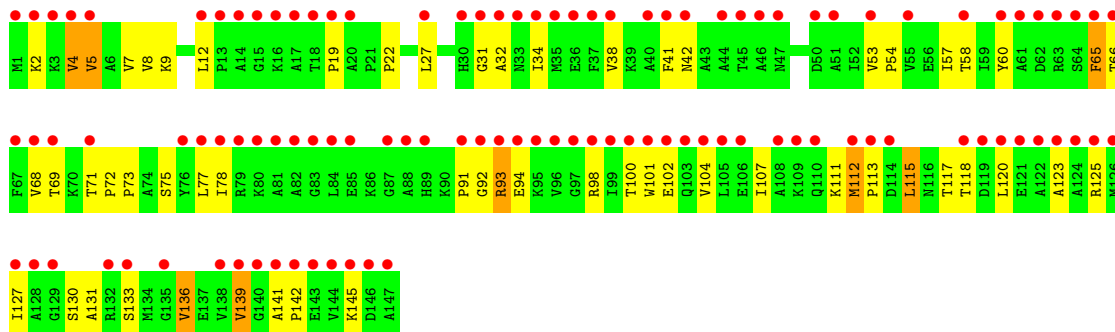 M1 K2 K3 V4 V5 A6 V7 V8 K9 L12 P13 A14 G15 K16 A17 T18 P19 A20 P21 P22 L27 H30 G31 A32 N33 I34 M35 E36 F37 V38 K39 A40 F41 N42 A43 A44 T45 A46 N47 D50 A51 I52 V53 P54 V55 E56 I57 T58 I59 Y60 A61 D62 R63 S64 F65 T66
F67 V68 T69 K70 T71 P72 P73 A74 S75 Y76 L77 I78 R79 K80 A81 A82 G83 L84 E85 K86 G87 A88 H89 K90 P91 G92 R93 E94 K95 V96 G97 R98 I99 T100 W101 E102 Q103 V104 L105 E106 I107 A108 K109 Q110 K111 M112 P113 D114 L115 N116 T117 T118 D119 L120 E121 A122 A123 A124 R125 M126
I127 A128 G129 S130 A131 R132 S133 M134 G135 V136 E137 V138 V139 G140 A141 P142 E143 V144 K145 D146 A147